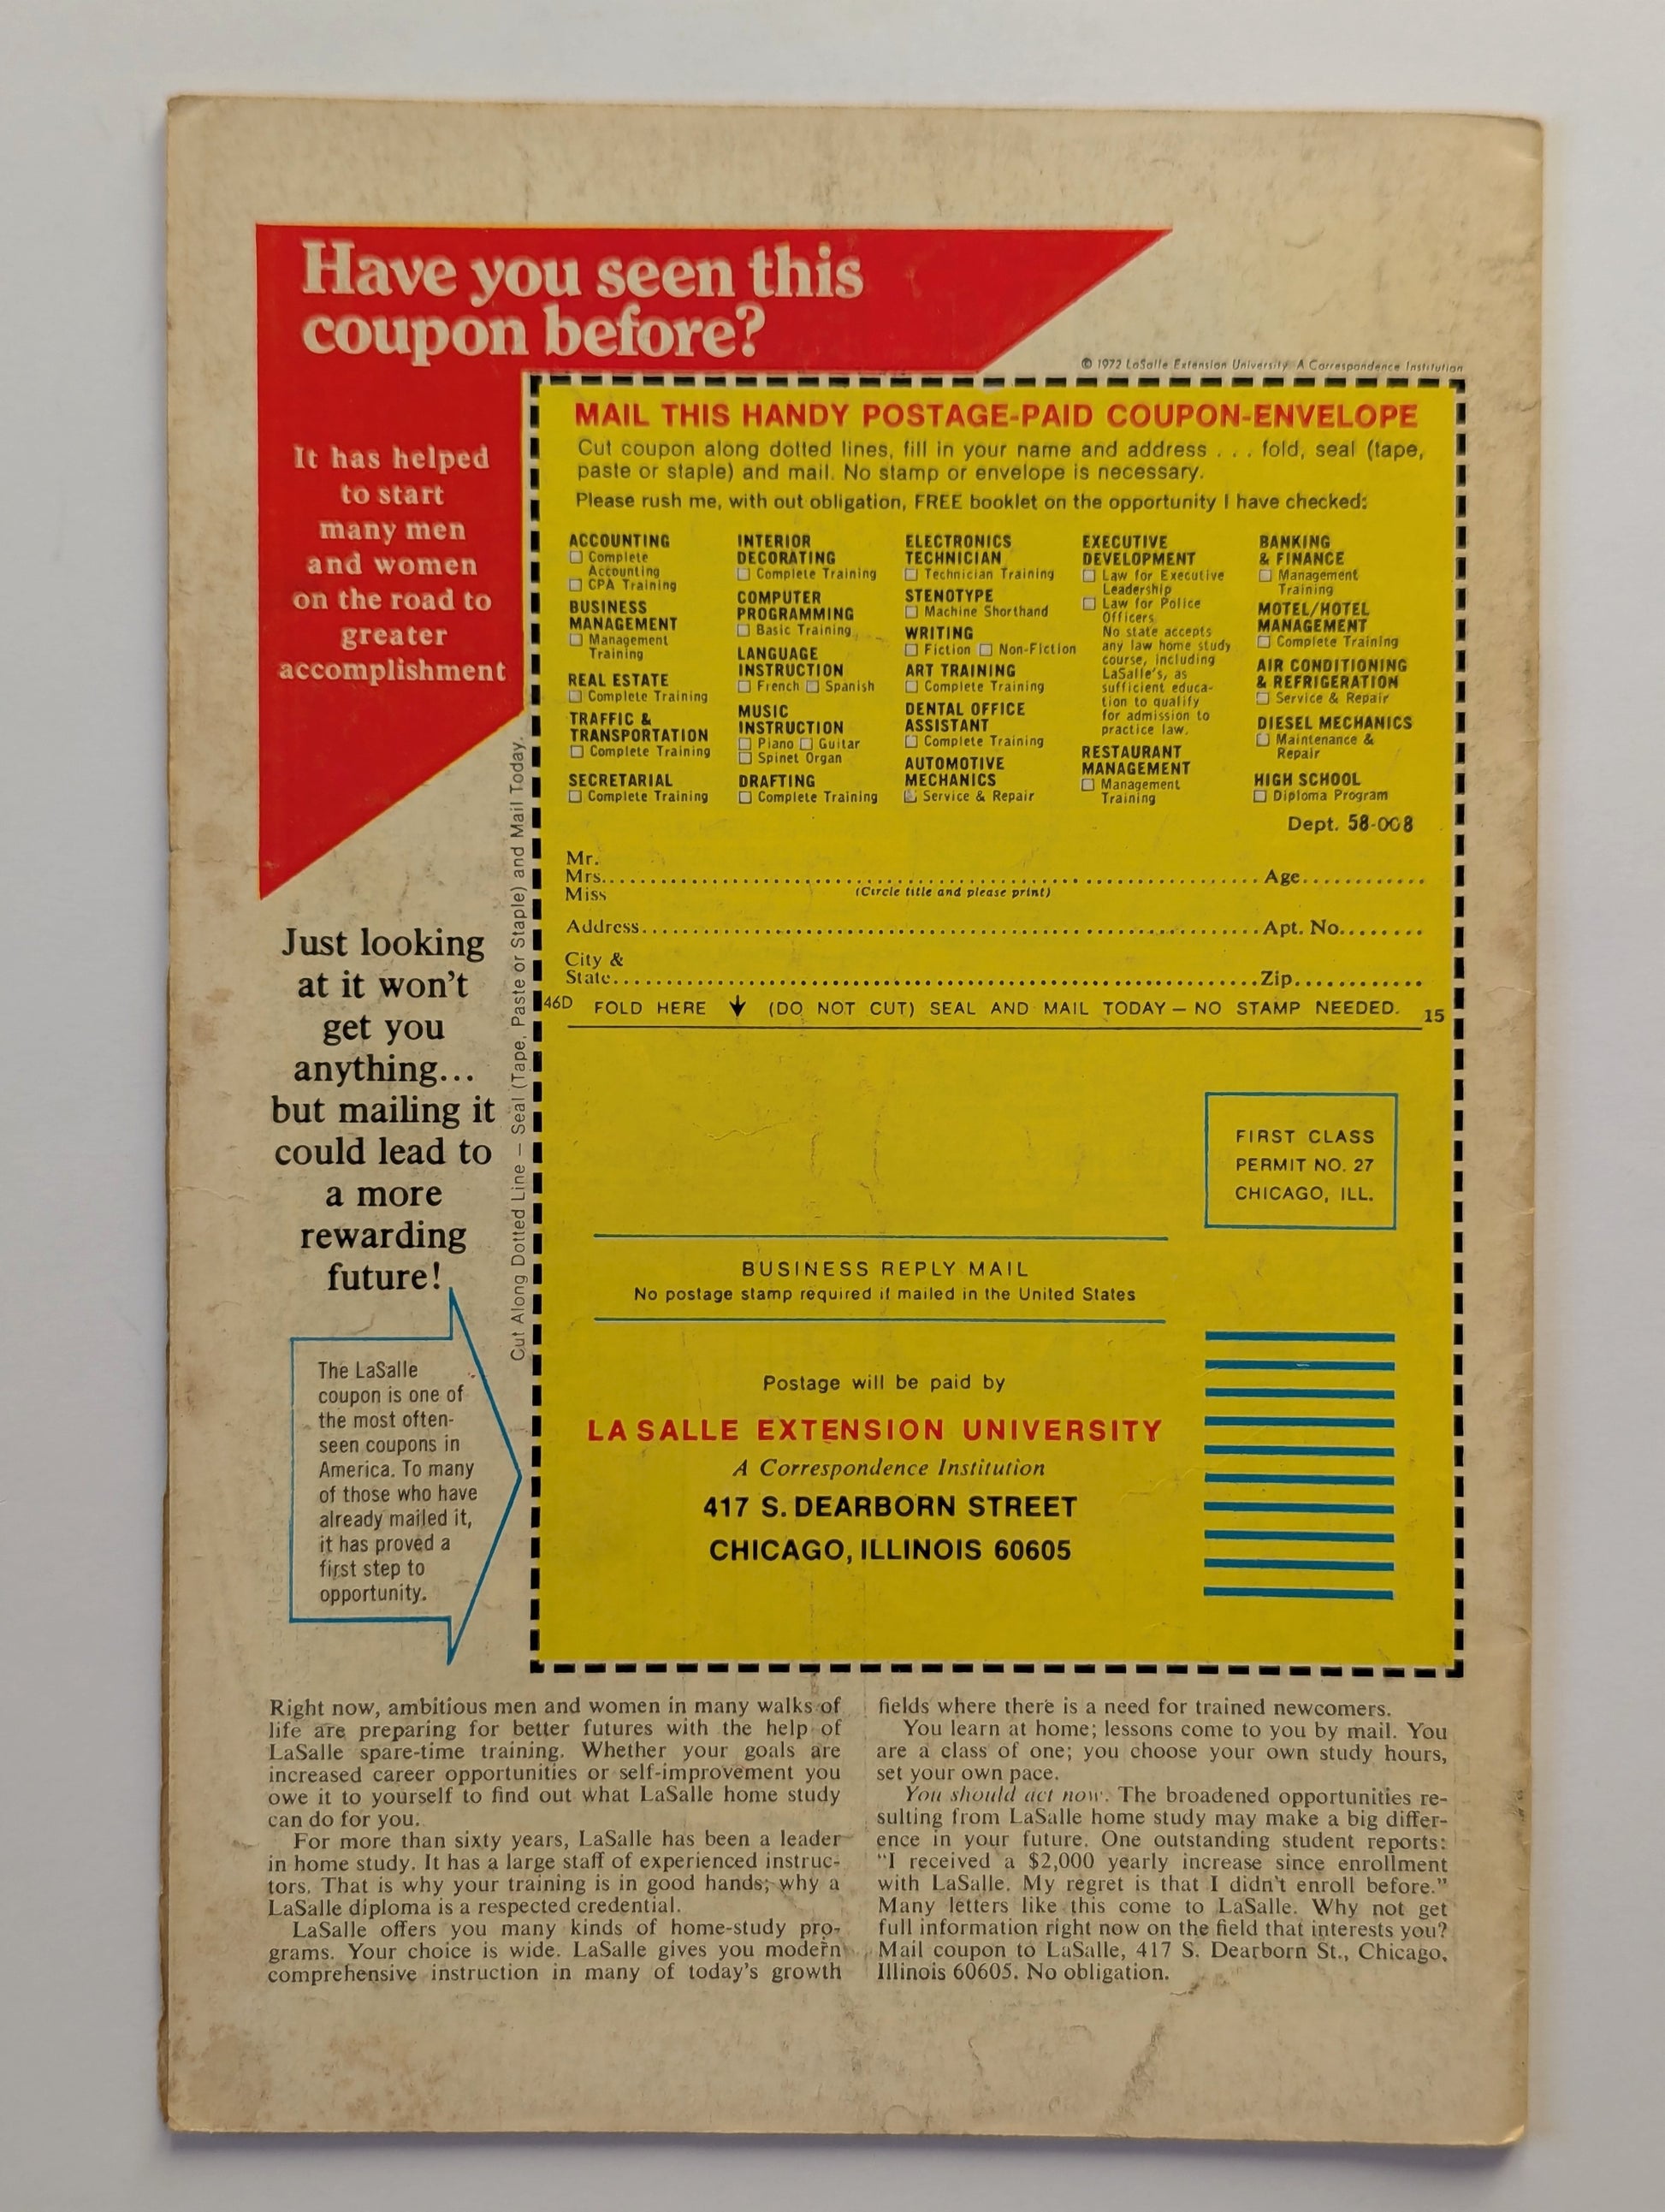 Have you seen this
coupon before?
It has helped
to start
many men
and women
on the road to
greater
accomplishment
Just looking
at it won't
get you
anything...
but mailing it
could lead to
a more
rewarding
future!
The LaSalle
coupon is one of
the most often-
seen coupons in
America. To many
of those who have
already mailed it,
it has proved a
first step to
opportunity.
Cut Along Dotted Line – Seal (Tape, Paste or Staple) and Mail Today.
© 1972 LaSalle Extension University A Correspondence Institution
MAIL THIS HANDY POSTAGE-PAID COUPON-ENVELOPE
Cut coupon along dotted lines, fill in your name and address . . . fold, seal (tape,
paste or staple) and mail. No stamp or envelope is necessary.
Please rush me, with out obligation, FREE booklet on the opportunity I have checked:
ACCOUNTING
☐ Complete
Accounting
☐ CPA Training
BUSINESS
MANAGEMENT
☐ Management
Training
REAL ESTATE
☐ Complete Training
TRAFFIC &
TRANSPORTATION
☐ Complete Training
SECRETARIAL
☐ Complete Training
INTERIOR
DECORATING
☐ Complete Training
COMPUTER
PROGRAMMING
☐ Basic Training
LANGUAGE
INSTRUCTION
☐ French ☐ Spanish
MUSIC
INSTRUCTION
☐ Piano ☐ Guitar
☐ Spinet Organ
DRAFTING
☐ Complete Training
ELECTRONICS
TECHNICIAN
☐ Technician Training
STENOTYPE
☐ Machine Shorthand
WRITING
☐ Fiction ☐ Non-Fiction
ART TRAINING
☐ Complete Training
DENTAL OFFICE
ASSISTANT
☐ Complete Training
AUTOMOTIVE
MECHANICS
☐ Service & Repair
EXECUTIVE
DEVELOPMENT
☐ Law for Executive
Leadership
☐ Law for Police
Officers
No state accepts
any law home study
course, including
LaSalle's, as
sufficient educa-
tion to qualify
for admission to
practice law.
RESTAURANT
MANAGEMENT
☐ Management
Training
BANKING
& FINANCE
☐ Management
Training
MOTEL/HOTEL
MANAGEMENT
☐ Complete Training
AIR CONDITIONING
& REFRIGERATION
☐ Service & Repair
DIESEL MECHANICS
☐ Maintenance &
Repair
HIGH SCHOOL
☐ Diploma Program
Dept. 58-008
Mr.
Mrs. Age
Miss (Circle title and please print)
Address Apt. No.
City &
State Zip
46D FOLD HERE ↓ (DO NOT CUT) SEAL AND MAIL TODAY – NO STAMP NEEDED. 15
FIRST CLASS
PERMIT NO. 27
CHICAGO, ILL.
BUSINESS REPLY MAIL
No postage stamp required if mailed in the United States
Postage will be paid by
LA SALLE EXTENSION UNIVERSITY
A Correspondence Institution
417 S. DEARBORN STREET
CHICAGO, ILLINOIS 60605
Right now, ambitious men and women in many walks of
life are preparing for better futures with the help of
LaSalle spare-time training. Whether your goals are
increased career opportunities or self-improvement you
owe it to yourself to find out what LaSalle home study
can do for you.
For more than sixty years, LaSalle has been a leader
in home study. It has a large staff of experienced instruc-
tors. That is why your training is in good hands; why a
LaSalle diploma is a respected credential.
LaSalle offers you many kinds of home-study pro-
grams. Your choice is wide. LaSalle gives you modern
comprehensive instruction in many of today's growth
fields where there is a need for trained newcomers.
You learn at home; lessons come to you by mail. You
are a class of one; you choose your own study hours,
set your own pace.
You should act now. The broadened opportunities re-
sulting from LaSalle home study may make a big differ-
ence in your future. One outstanding student reports:
"I received a $2,000 yearly increase since enrollment
with LaSalle. My regret is that I didn't enroll before."
Many letters like this come to LaSalle. Why not get
full information right now on the field that interests you?
Mail coupon to LaSalle, 417 S. Dearborn St., Chicago,
Illinois 60605. No obligation.